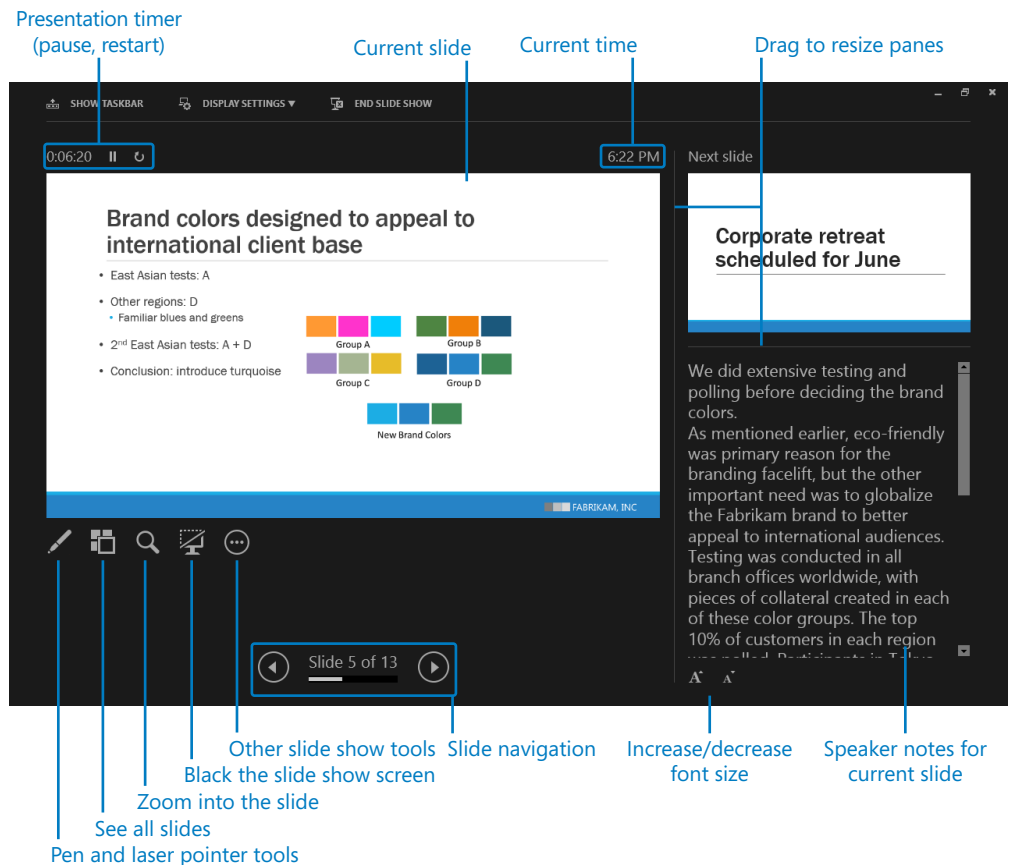 Presentation timer
(pause, restart)
Current slide
Current time
Drag to resize panes
SHOW TASKBAR
DISPLAY SETTINGS ▼
END SLIDE SHOW
0:06:20
6:22 PM
Next slide
Brand colors designed to appeal to
international client base
• East Asian tests: A
• Other regions: D
• Familiar blues and greens
• 2nd East Asian tests: A + D
• Conclusion: introduce turquoise
Group A
Group B
Group C
Group D
New Brand Colors
FABRIKAM, INC
Corporate retreat
scheduled for June
We did extensive testing and
polling before deciding the brand
colors.
As mentioned earlier, eco-friendly
was primary reason for the
branding facelift, but the other
important need was to globalize
the Fabrikam brand to better
appeal to international audiences.
Testing was conducted in all
branch offices worldwide, with
pieces of collateral created in each
of these color groups. The top
10% of customers in each region
was polled. Participants in Tokyo
Slide 5 of 13
A A
Other slide show tools
Slide navigation
Increase/decrease
font size
Speaker notes for
current slide
Black the slide show screen
Zoom into the slide
See all slides
Pen and laser pointer tools